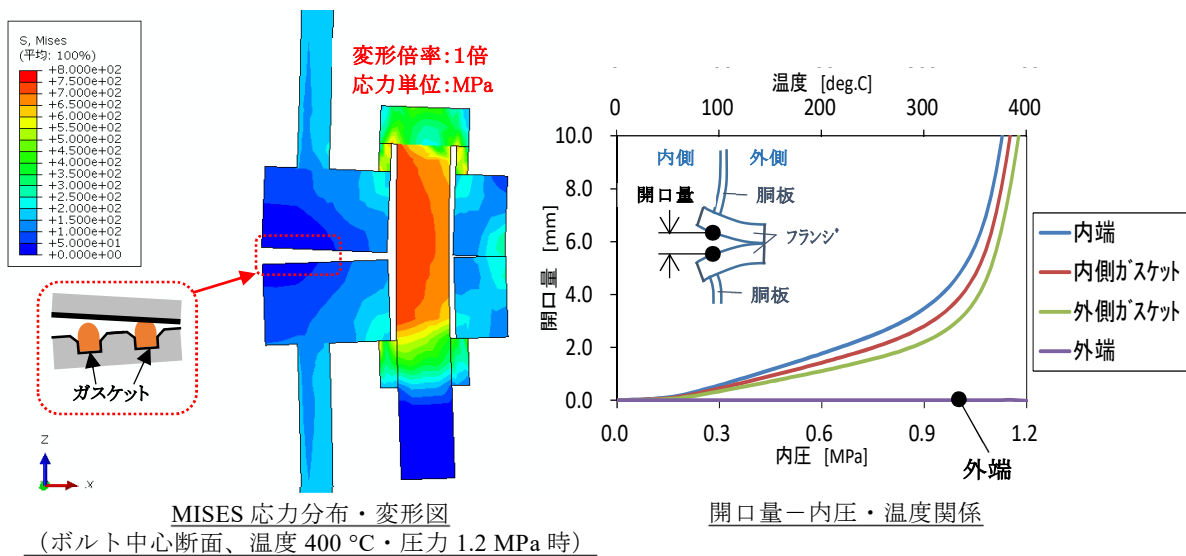 S, Mises
(平均: 100%)
+8.000e+02
+7.500e+02
+6.500e+02
+5.500e+02
+5.000e+02
+4.500e+02
+4.000e+02
+3.500e+02
+3.000e+02
+2.500e+02
+2.000e+02
+1.500e+02
+1.000e+02
+5.000e+01
+0.000e+00
変形倍率:1倍
応力単位:MPa
ガスケット
Z
X
MISES 応力分布・変形図
(ボルト中心断面、温度 400 °C・圧力 1.2 MPa 時)
温度 [deg.C]
0 100 200 300 400
10.0
8.0
6.0
4.0
2.0
0.0
開口量 [mm]
内側 外側
開口量
胴板
フランジ
胴板
0.0 0.3 0.6 0.9 1.2
内圧 [MPa]
外端
内端
内側ガスケット
外側ガスケット
外端
開口量-内圧・温度関係